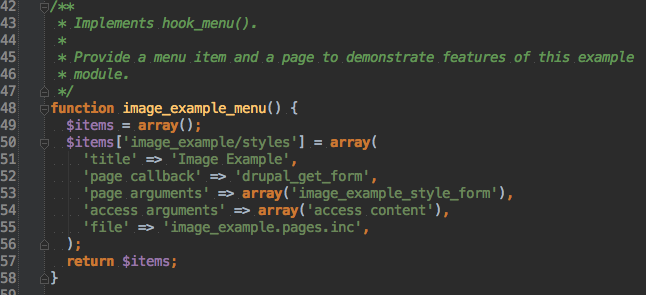 42 /**
43  * Implements hook_menu().
44  *
45  * Provide a menu item and a page to demonstrate features of this example
46  * module.
47  */
48 function image_example_menu() {
49   $items = array();
50   $items['image_example/styles'] = array(
51     'title' => 'Image Example',
52     'page callback' => 'drupal_get_form',
53     'page arguments' => array('image_example_style_form'),
54     'access arguments' => array('access content'),
55     'file' => 'image_example.pages.inc',
56   );
57   return $items;
58 }
59